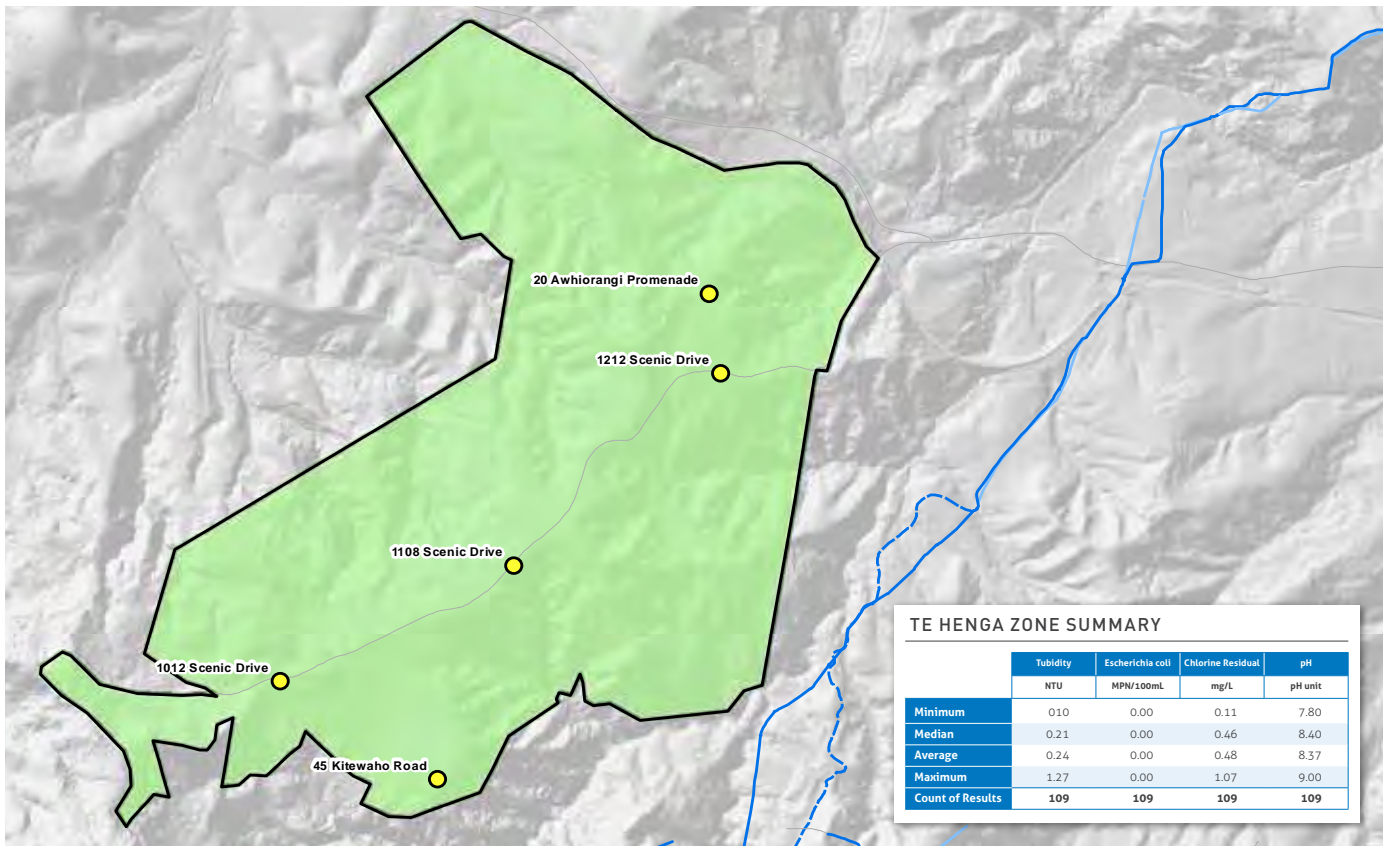 20 Awhiorangi Promenade
1212 Scenic Drive
1108 Scenic Drive
1012 Scenic Drive
45 Kitewaho Road
TE HENGA ZONE SUMMARY
Tubidity Escherichia coli Chlorine Residual pH
NTU MPN/100mL mg/L pH unit
Minimum 010 0.00 0.11 7.80
Median 0.21 0.00 0.46 8.40
Average 0.24 0.00 0.48 8.37
Maximum 1.27 0.00 1.07 9.00
Count of Results 109 109 109 109